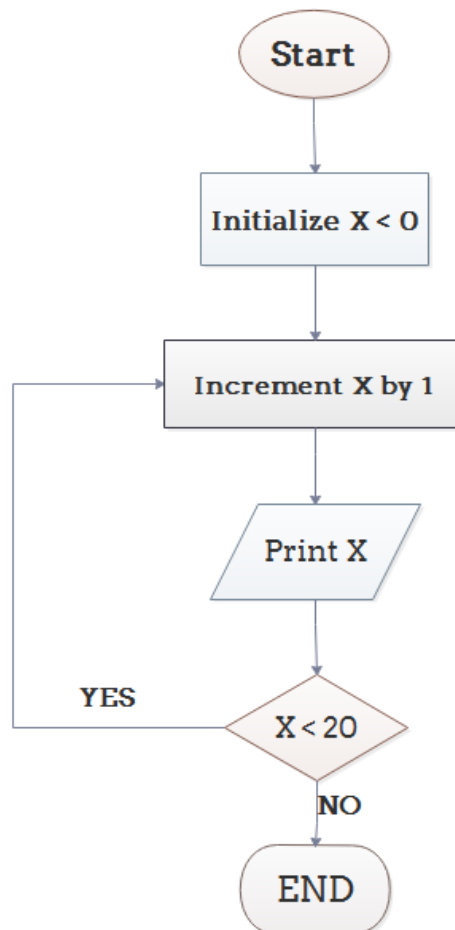 Start
Initialize X < 0
Increment X by 1
Print X
X < 20
YES
NO
END